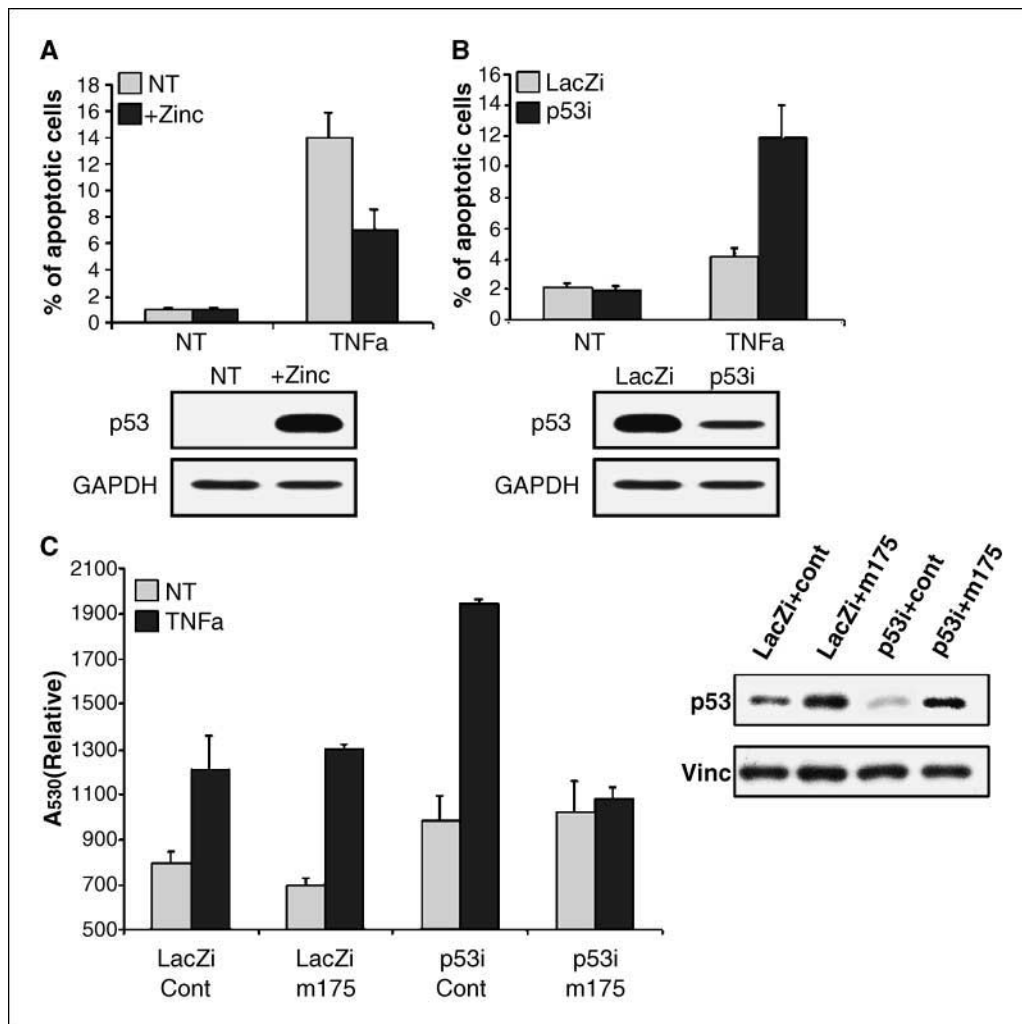 A
NT
+Zinc
% of apoptotic cells
18
16
14
12
10
8
6
4
2
0
NT TNFa
NT +Zinc
p53
GAPDH
B
LacZi
p53i
% of apoptotic cells
16
14
12
10
8
6
4
2
0
NT TNFa
LacZi p53i
p53
GAPDH
C
NT
TNFa
A530(Relative)
2100
1900
1700
1500
1300
1100
900
700
500
LacZi Cont
LacZi m175
p53i Cont
p53i m175
LacZi+cont
LacZi+m175
p53i+cont
p53i+m175
p53
Vinc